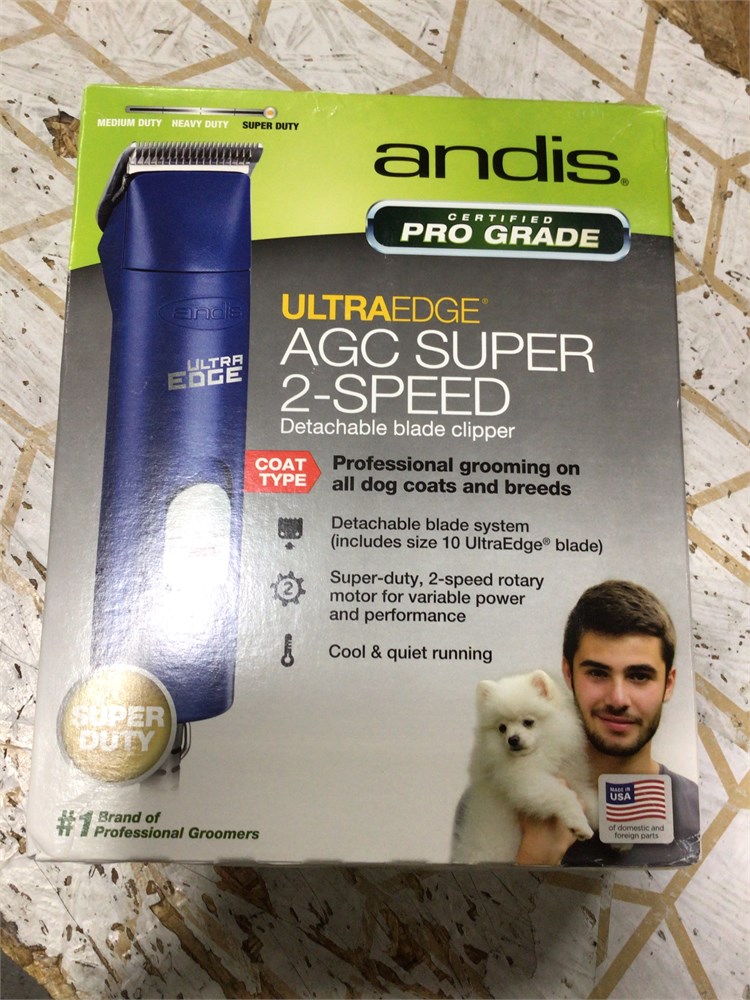 MEDIUM DUTY HEAVY DUTY SUPER DUTY
andis®
CERTIFIED
PRO GRADE
andis
ULTRA
EDGE
ULTRAEDGE®
AGC SUPER
2-SPEED
Detachable blade clipper
COAT
TYPE
Professional grooming on
all dog coats and breeds
Detachable blade system
(includes size 10 UltraEdge® blade)
2
Super-duty, 2-speed rotary
motor for variable power
and performance
Cool & quiet running
SUPER
DUTY
#1 Brand of
Professional Groomers
MADE IN
USA
of domestic and
foreign parts